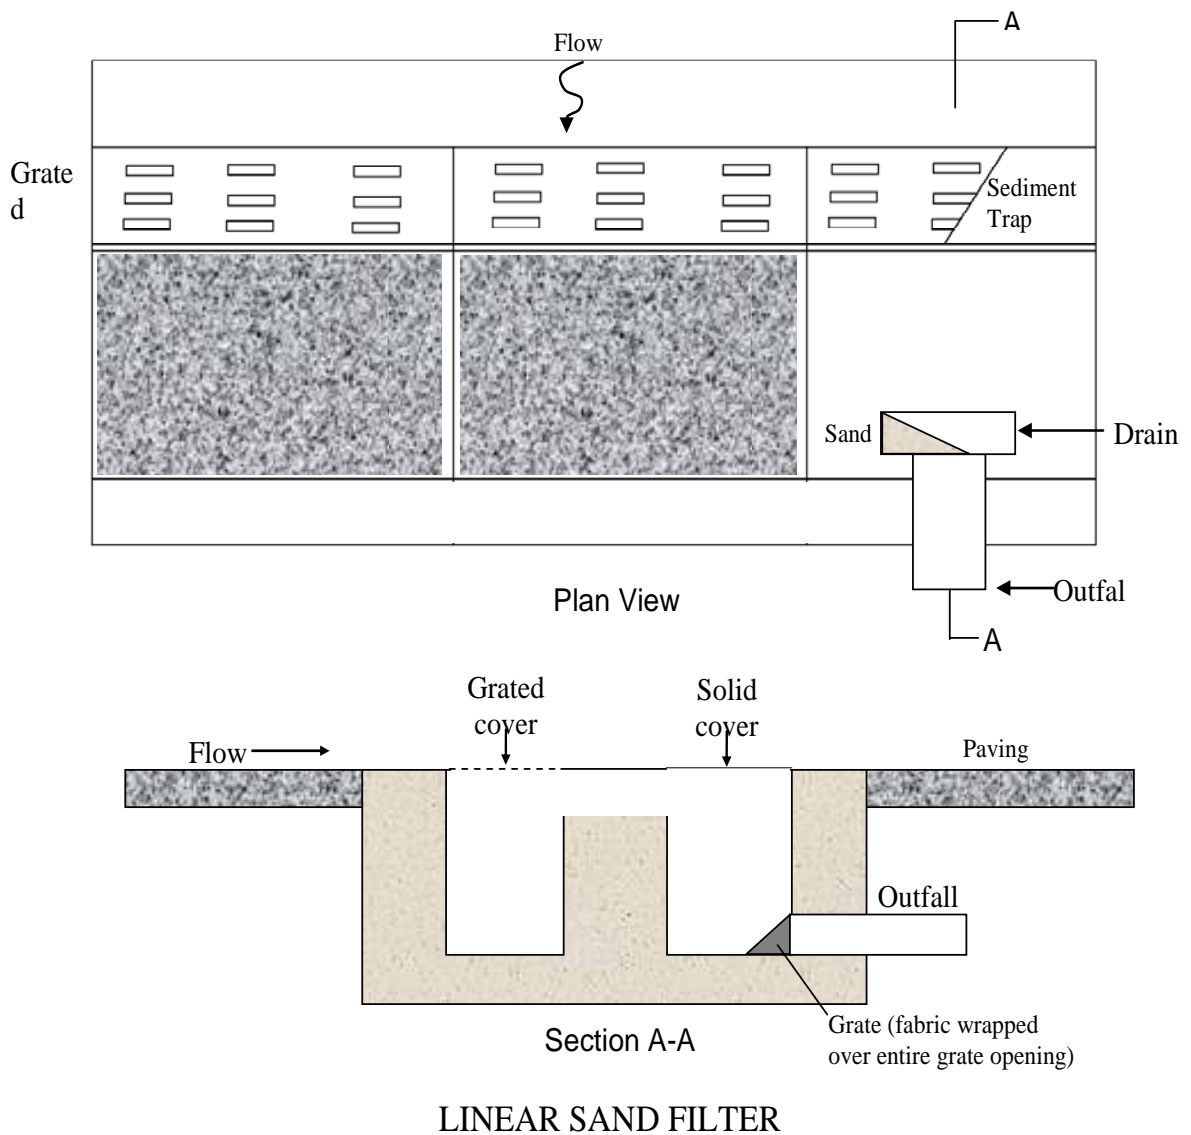 A
Flow
Grate
d
Sediment
Trap
Sand
Drain
Outfal
Plan View
A
Grated
cover
Solid
cover
Flow
Paving
Outfall
Grate (fabric wrapped
over entire grate opening)
Section A-A
LINEAR SAND FILTER